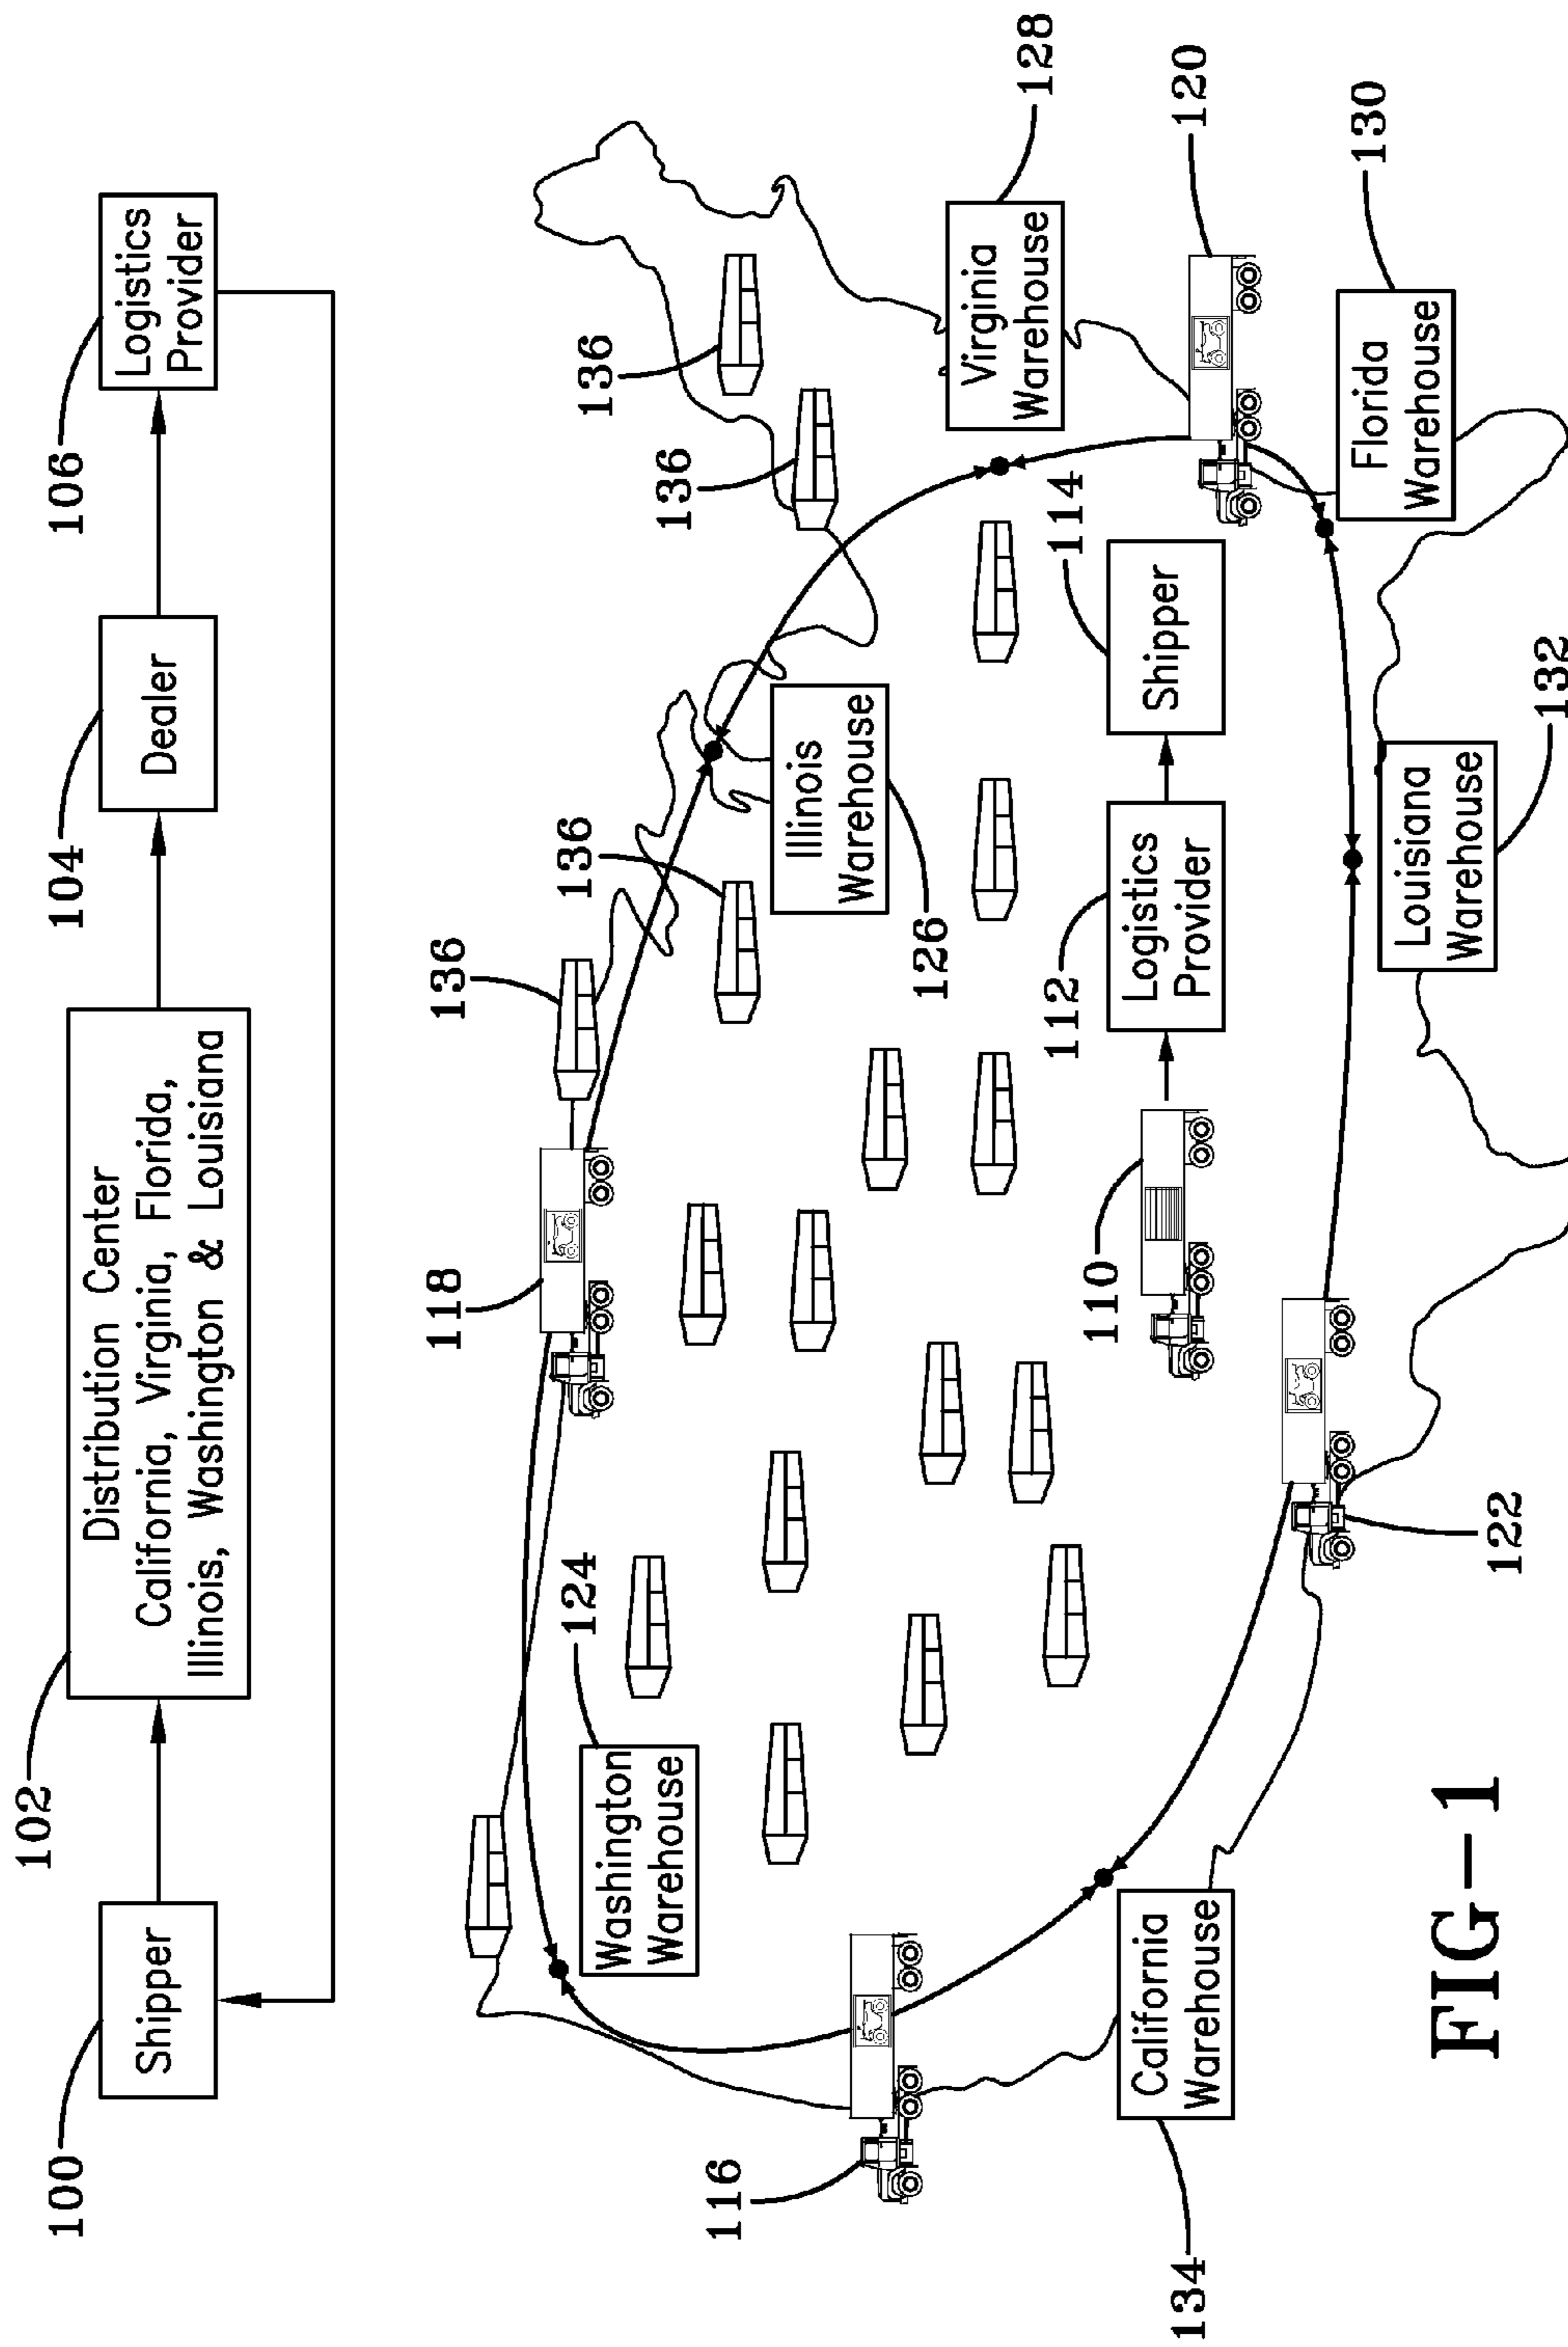 102
100
104
106
Shipper
Distribution Center
California, Virginia, Florida,
Illinois, Washington & Louisiana
Dealer
Logistics
Provider
118
136
136
136
136
124
Washington
Warehouse
Illinois
Warehouse
126
116
128
Virginia
Warehouse
110
112
Logistics
Provider
114
Shipper
120
134
California
Warehouse
122
130
Florida
Warehouse
Louisiana
Warehouse
132
FIG-1